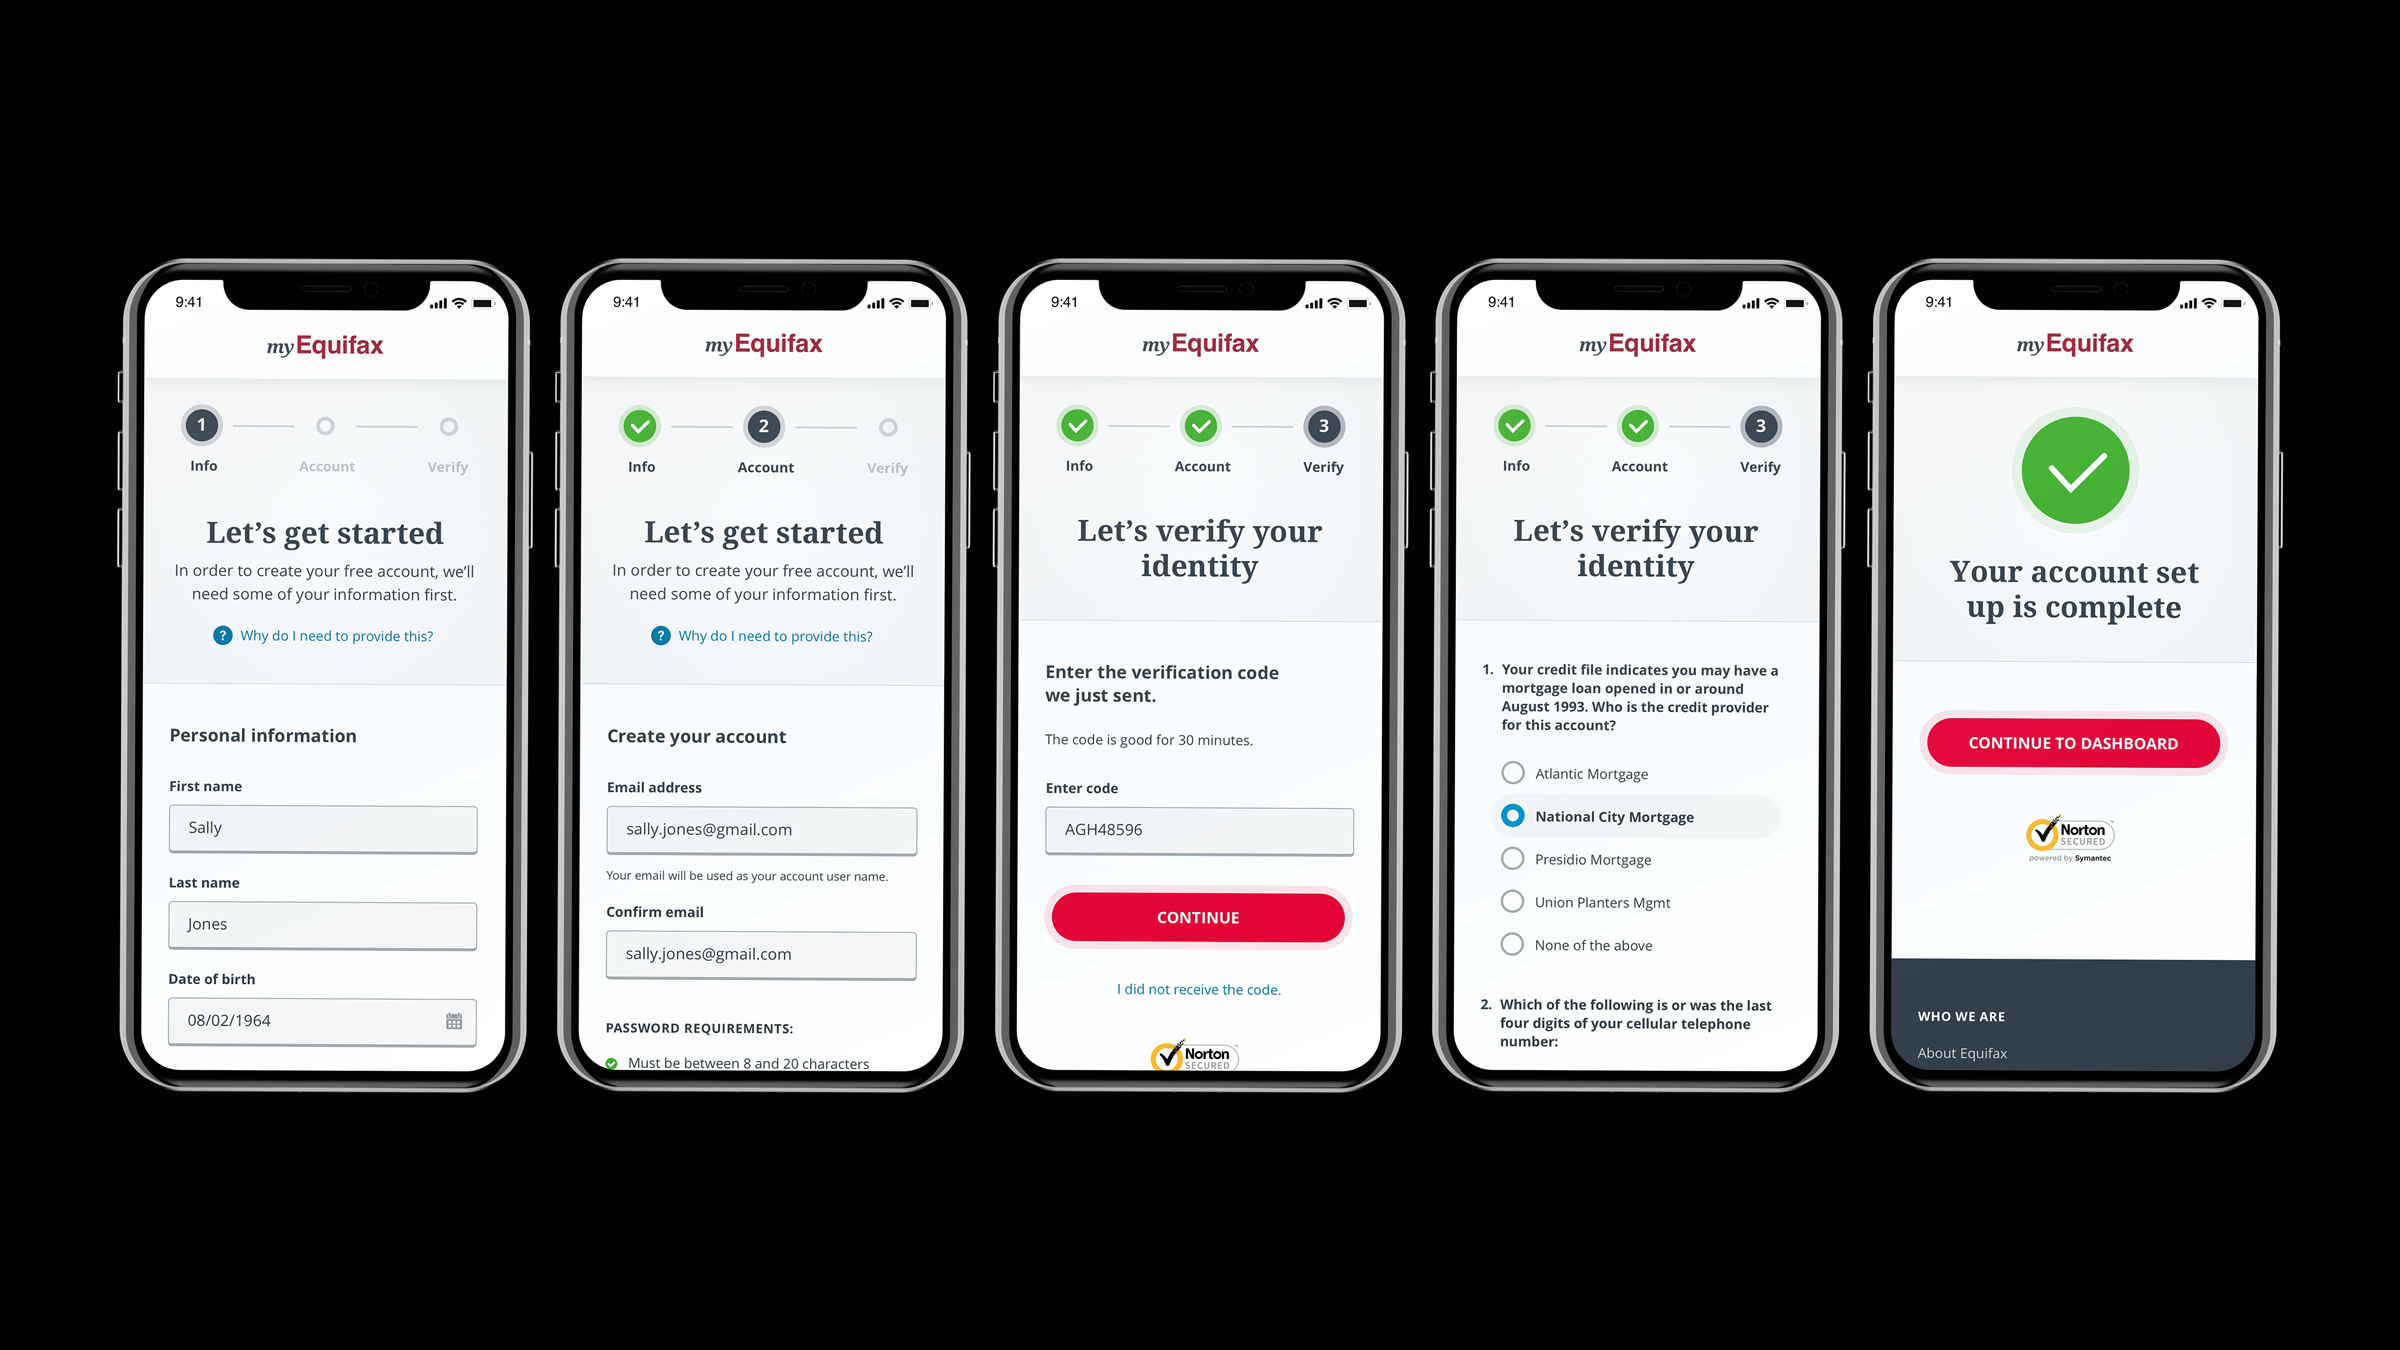 9:41
myEquifax
1
Info
Account
Verify
Let's get started
In order to create your free account, we'll
need some of your information first.
? Why do I need to provide this?
Personal information
First name
Sally
Last name
Jones
Date of birth
08/02/1964
9:41
myEquifax
2
Info
Account
Verify
Let's get started
In order to create your free account, we'll
need some of your information first.
? Why do I need to provide this?
Create your account
Email address
sally.jones@gmail.com
Your email will be used as your account user name.
Confirm email
sally.jones@gmail.com
PASSWORD REQUIREMENTS:
Must be between 8 and 20 characters
9:41
myEquifax
3
Info
Account
Verify
Let's verify your
identity
Enter the verification code
we just sent.
The code is good for 30 minutes.
Enter code
AGH48596
CONTINUE
I did not receive the code.
Norton
SECURED
9:41
myEquifax
3
Info
Account
Verify
Let's verify your
identity
1. Your credit file indicates you may have a
mortgage loan opened in or around
August 1993. Who is the credit provider
for this account?
Atlantic Mortgage
National City Mortgage
Presidio Mortgage
Union Planters Mgmt
None of the above
2. Which of the following is or was the last
four digits of your cellular telephone
number:
9:41
myEquifax
Your account set
up is complete
CONTINUE TO DASHBOARD
Norton
SECURED
powered by Symantec
WHO WE ARE
About Equifax